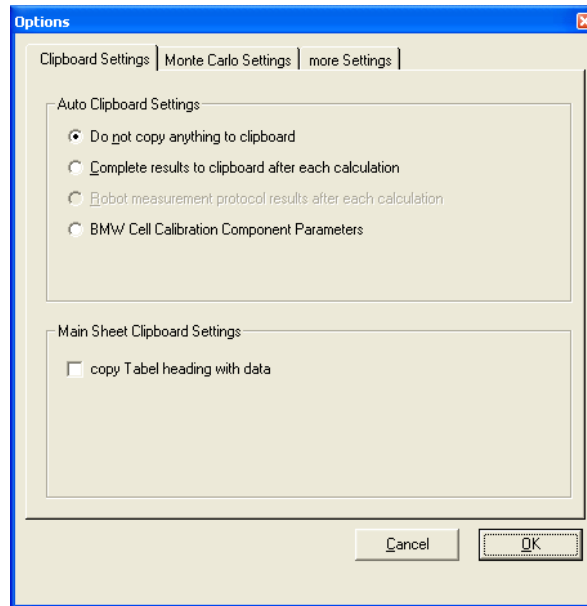 Options
Clipboard Settings Monte Carlo Settings more Settings
Auto Clipboard Settings
Do not copy anything to clipboard
Complete results to clipboard after each calculation
Robot measurement protocol results after each calculation
BMW Cell Calibration Component Parameters
Main Sheet Clipboard Settings
copy Tabel heading with data
Cancel OK